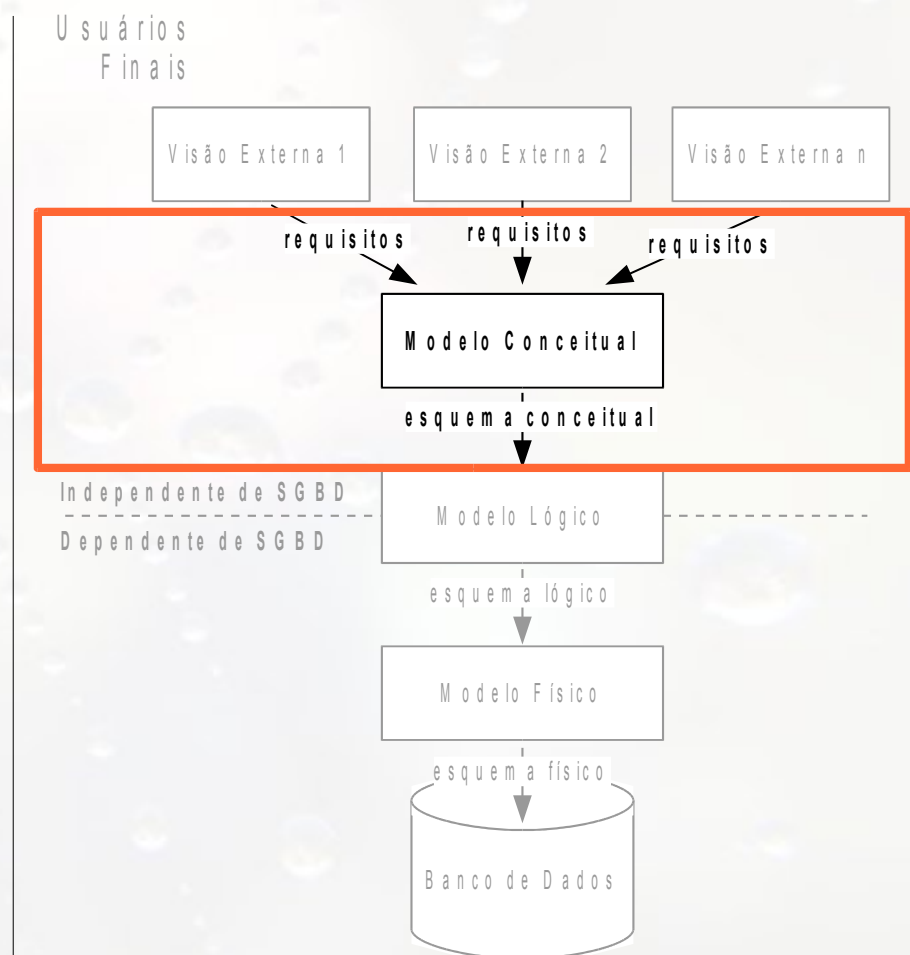 Usuários
Finais
Visão Externa 1
Visão Externa 2
Visão Externa n
requisitos
requisitos
requisitos
Modelo Conceitual
esquema conceitual
Independente de SGBD
Modelo Lógico
Dependente de SGBD
esquema lógico
Modelo Físico
esquema físico
Banco de Dados